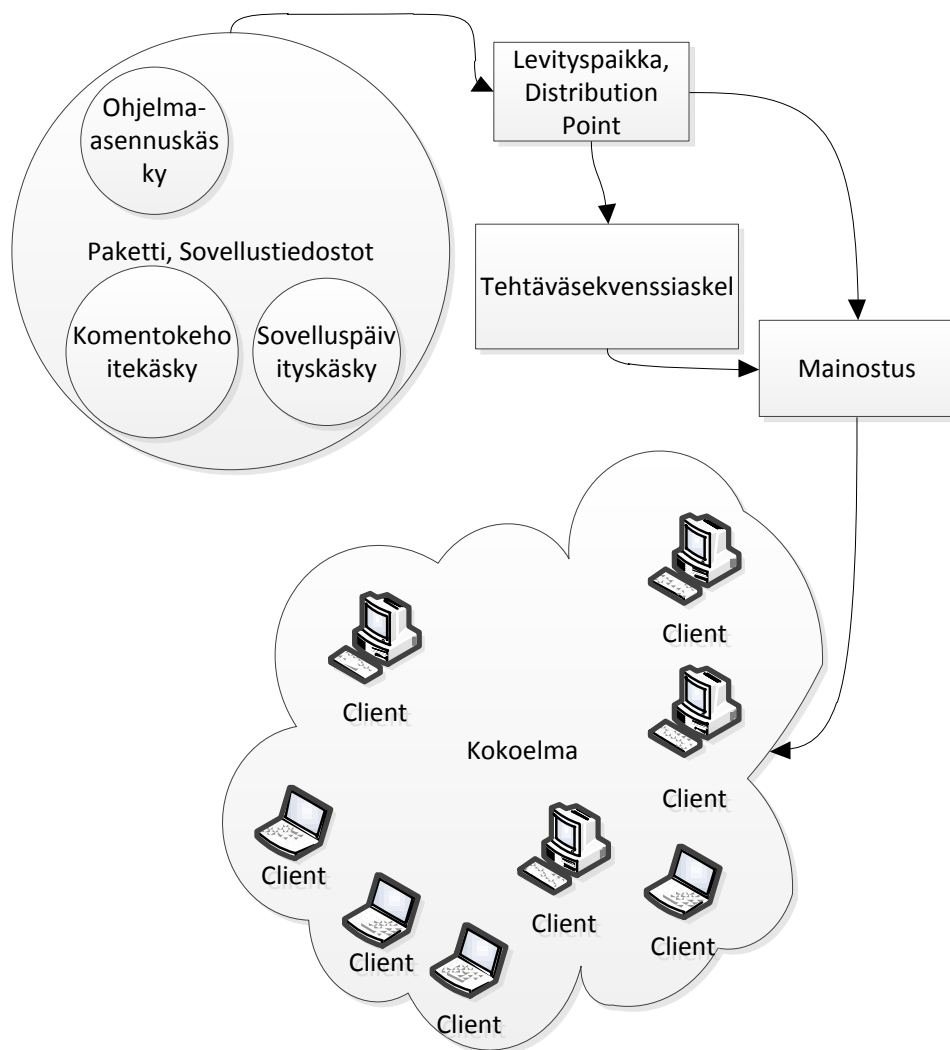 Levityspaikka,
Distribution
Point
Ohjelma-
asennuskäs
ky
Paketti, Sovellustiedostot
Tehtäväsekvenssiaskel
Komentokeho
itekäsky
Sovelluspäiv
ityskäsky
Mainostus
Client
Client
Kokoelma
Client
Client
Client
Client
Client
Client